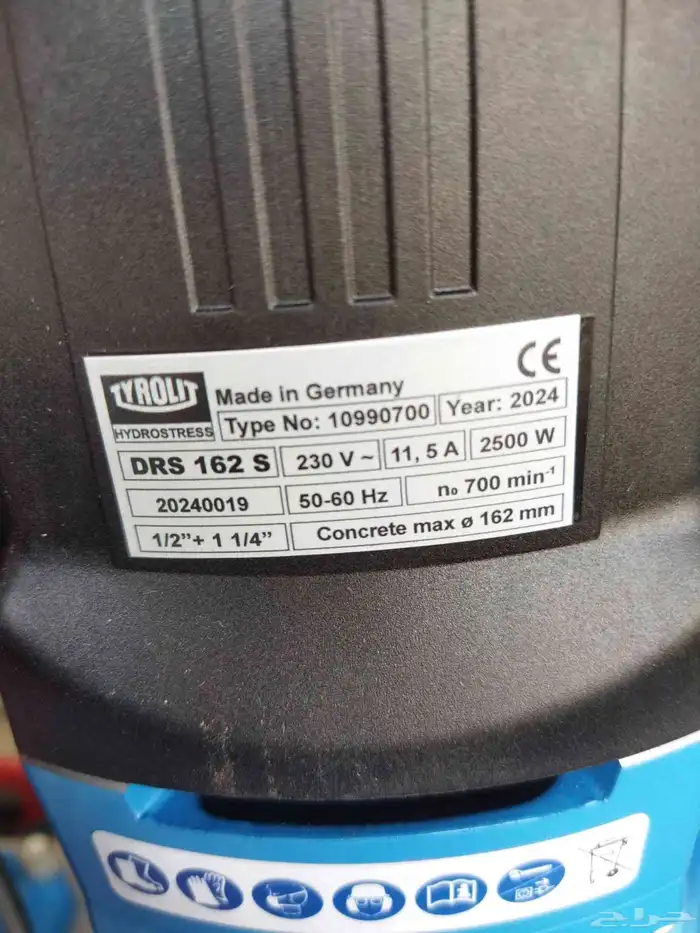 TYROLIT
HYDROSTRESS
Made in Germany
CE
Type No: 10990700
Year: 2024
DRS 162 S
230 V ~
11, 5 A
2500 W
20240019
50-60 Hz
n₀ 700 min⁻¹
1/2”+ 1 1/4”
Concrete max ø 162 mm
حراج